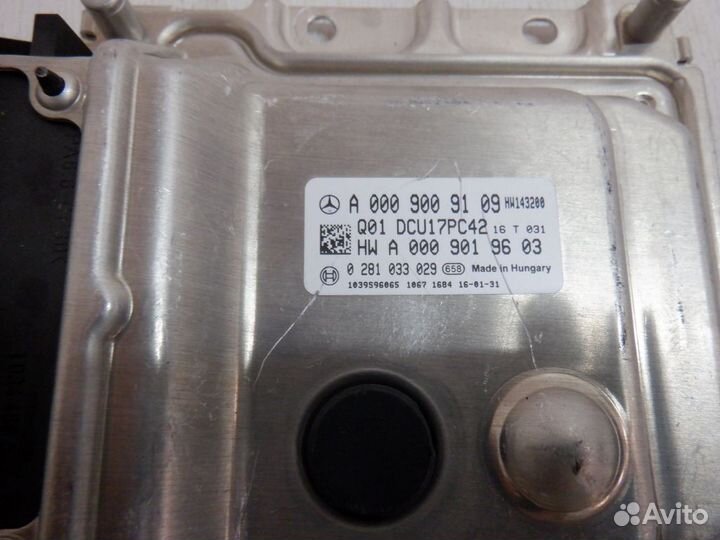 A 000 900 91 09 HW143200
Q01 DCU17PC42 16 T 031
HW A 000 901 96 03
0 281 033 029 658 Made in Hungary
1039S96065 1067 1684 16-01-31
Avito